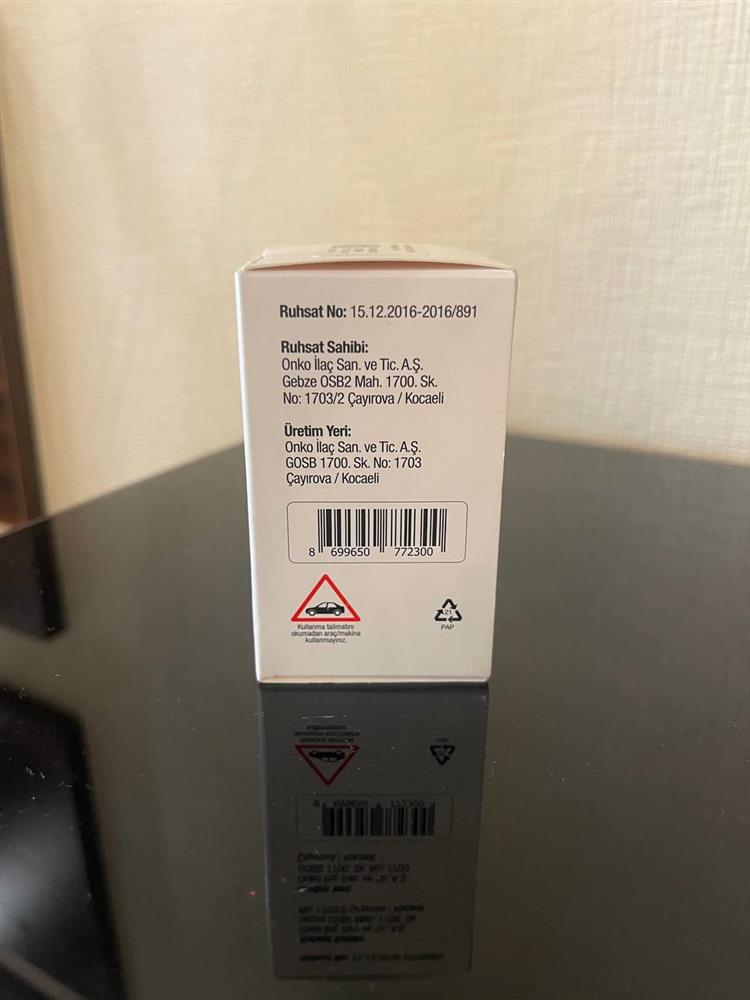 Ruhsat No: 15.12.2016-2016/891
Ruhsat Sahibi:
Onko İlaç San. ve Tic. A.Ş.
Gebze OSB2 Mah. 1700. Sk.
No: 1703/2 Çayırova / Kocaeli
Üretim Yeri:
Onko İlaç San. ve Tic. A.Ş.
GOSB 1700. Sk. No: 1703
Çayırova / Kocaeli
8 699650 772300
Kullanma talimatını
okumadan araç/makina
kullanmayınız.
21
PAP